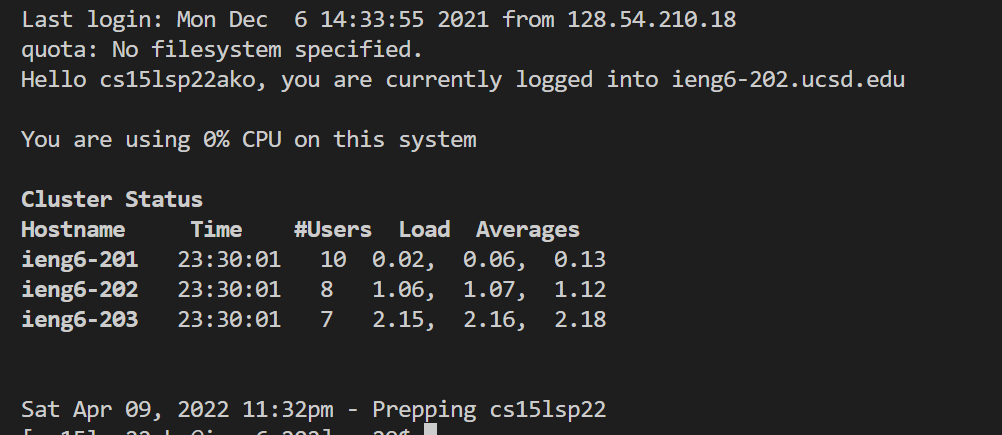 Last login: Mon Dec  6 14:33:55 2021 from 128.54.210.18
quota: No filesystem specified.
Hello cs15lsp22ako, you are currently logged into ieng6-202.ucsd.edu
You are using 0% CPU on this system
Cluster Status
Hostname     Time    #Users  Load  Averages
ieng6-201   23:30:01   10  0.02,  0.06,  0.13
ieng6-202   23:30:01   8   1.06,  1.07,  1.12
ieng6-203   23:30:01   7   2.15,  2.16,  2.18
Sat Apr 09, 2022 11:32pm - Prepping cs15lsp22